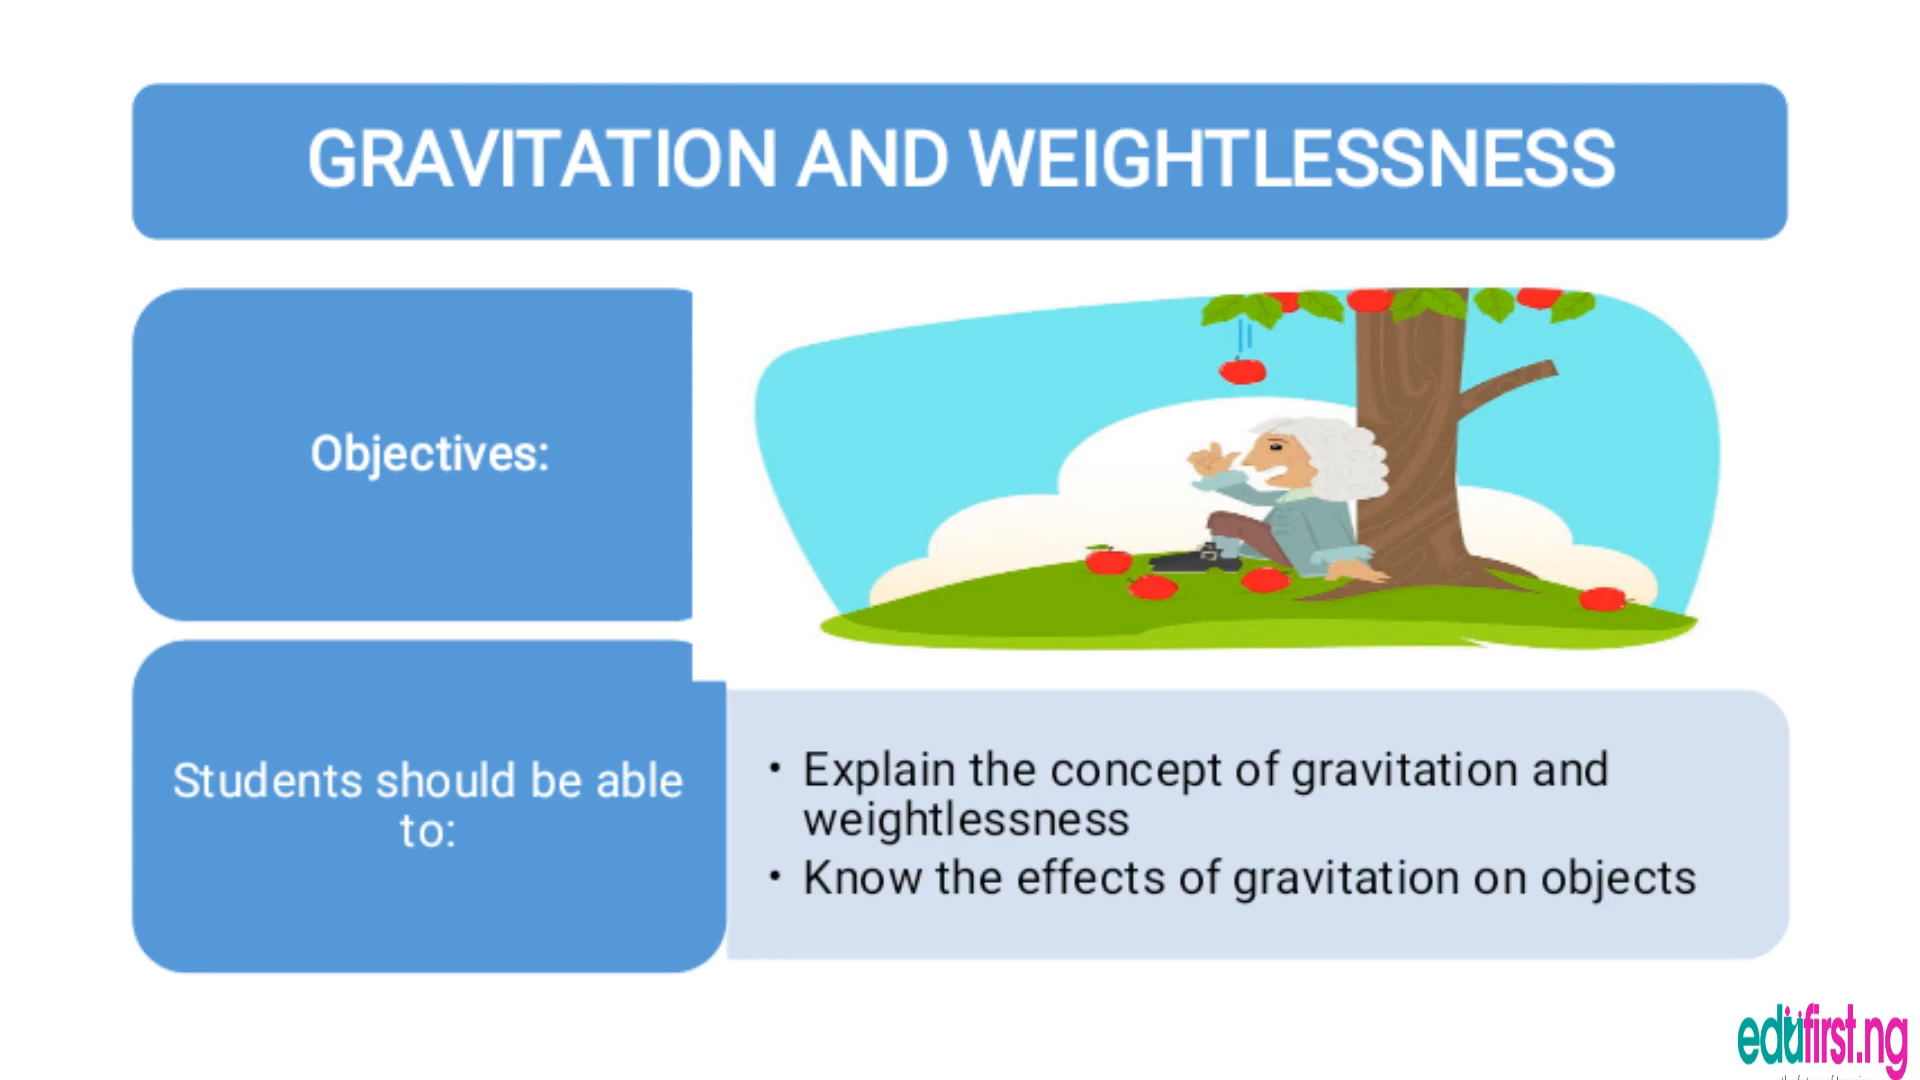 GRAVITATION AND WEIGHTLESSNESS
Objectives:
Students should be able
to:
• Explain the concept of gravitation and
weightlessness
• Know the effects of gravitation on objects
edufirst.ng